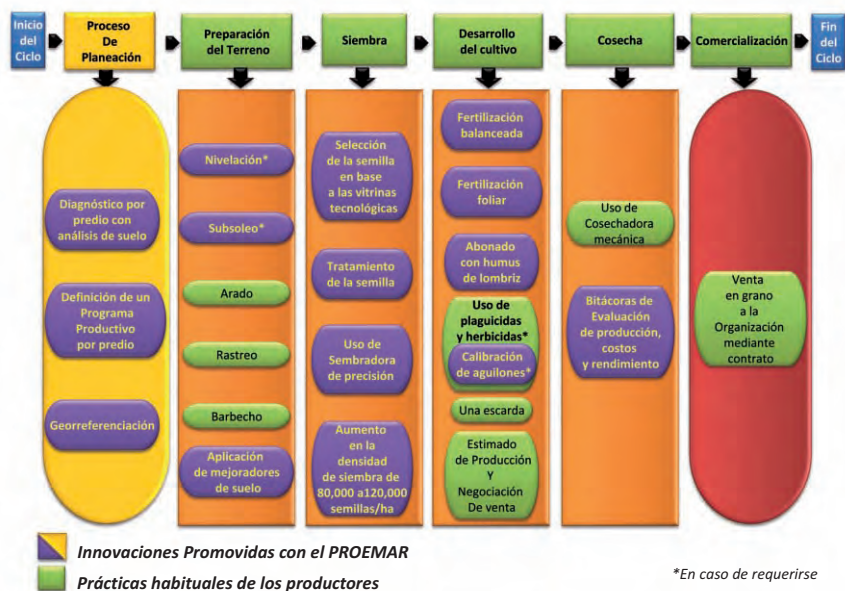 Inicio
del
Ciclo
Proceso
De
Planeación
Preparación
del Terreno
Siembra
Desarrollo
del cultivo
Cosecha
Comercialización
Fin
del
Ciclo
Diagnóstico por
predio con
análisis de suelo
Definición de un
Programa
Productivo
por predio
Georreferenciación
Nivelación*
Subsoleo*
Arado
Rastreo
Barbecho
Aplicación
de mejoradores
de suelo
Selección
de la semilla
en base
a las vitrinas
tecnológicas
Tratamiento
de la semilla
Uso de
Sembradora
de precisión
Aumento
en la
densidad
de siembra de
80,000 a120,000
semillas/ha
Fertilización
balanceada
Fertilización
foliar
Abonado
con humus
de lombriz
Uso de
plaguicidas
y herbicidas*
Calibración
de aguilones*
Una escarda
Estimado
de Producción
Y
Negociación
De venta
Uso de
Cosechadora
mecánica
Bitácoras de
Evaluación
de producción,
costos
y rendimiento
Venta
en grano
a la
Organización
mediante
contrato
Innovaciones Promovidas con el PROEMAR
Prácticas habituales de los productores
*En caso de requerirse